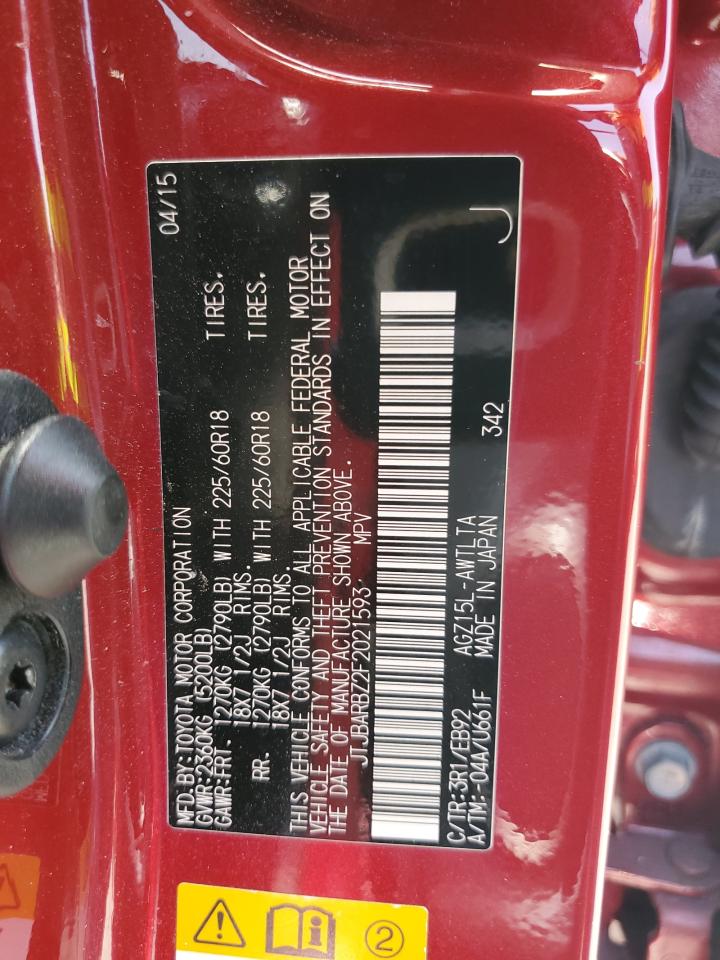 MFD.BY:TOYOTA MOTOR CORPORATION 04/15
GVWR:2360KG (5200LB)
GAWR:FRT. 1270KG (2790LB) WITH 225/60R18 TIRES.
18X7 1/2J RIMS.
RR. 1270KG (2790LB) WITH 225/60R18 TIRES.
18X7 1/2J RIMS.
THIS VEHICLE CONFORMS TO ALL APPLICABLE FEDERAL MOTOR
VEHICLE SAFETY AND THEFT PREVENTION STANDARDS IN EFFECT ON
THE DATE OF MANUFACTURE SHOWN ABOVE.
JTJBARBZ2F2021593 MPV
C/TR:3R1/EB92 AGZ15L-AWTLTA 342
A/TM:-04A/U661F MADE IN JAPAN J
2